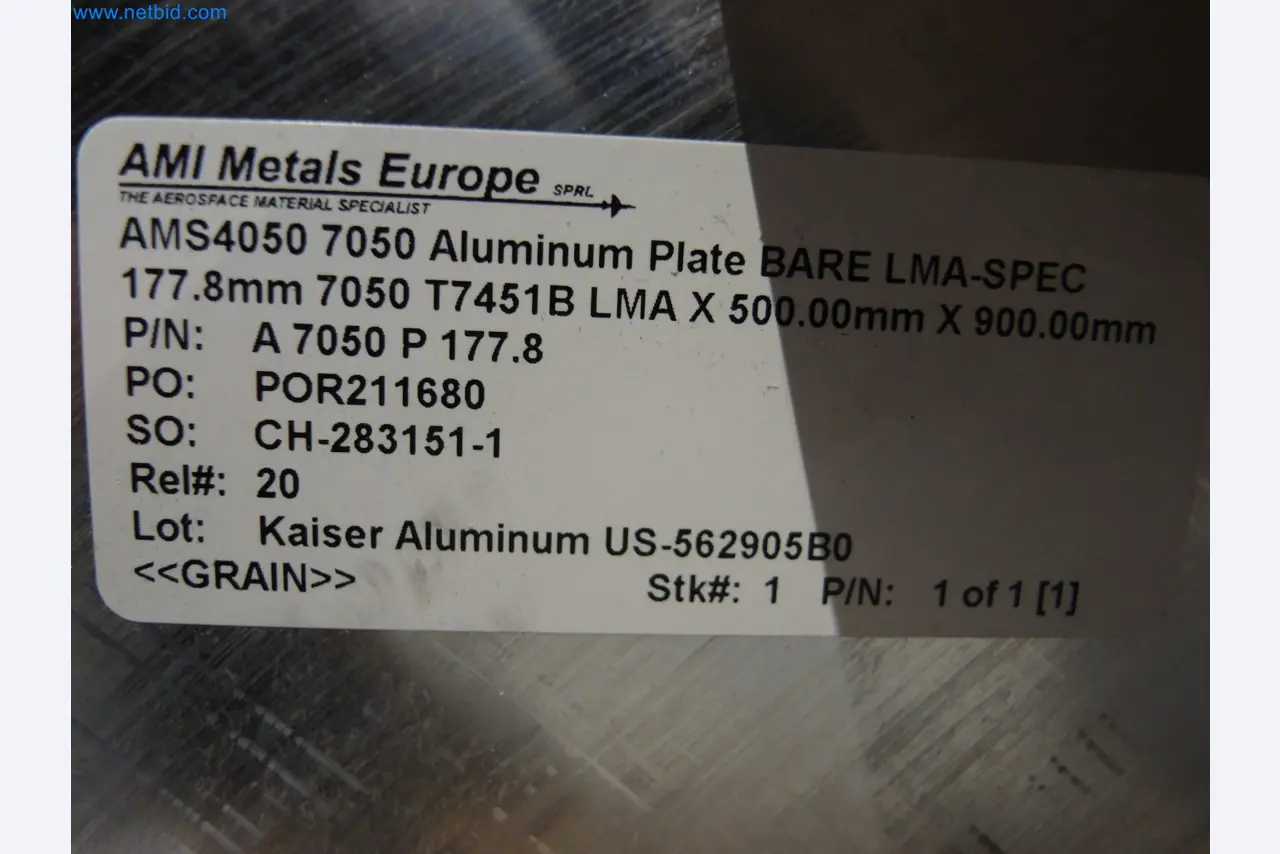 www.netbid.com
AMI Metals Europe SPRL
THE AEROSPACE MATERIAL SPECIALIST
AMS4050 7050 Aluminum Plate BARE LMA-SPEC
177.8mm 7050 T7451B LMA X 500.00mm X 900.00mm
P/N: A 7050 P 177.8
PO: POR211680
SO: CH-283151-1
Rel#: 20
Lot: Kaiser Aluminum US-562905B0
<<GRAIN>> Stk#: 1 P/N: 1 of 1 [1]